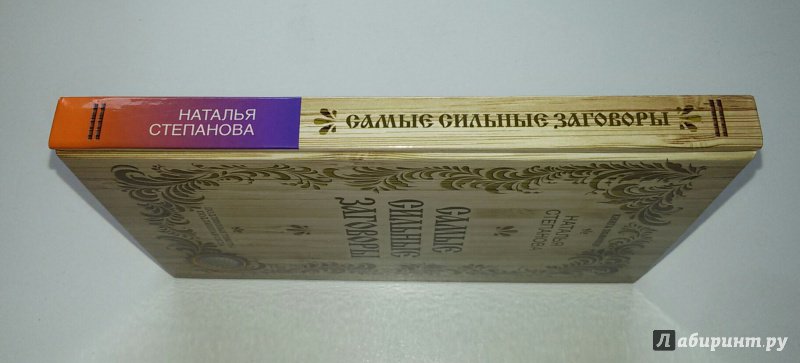 НАТАЛЬЯ
СТЕПАНОВА
САМЫЕ СИЛЬНЫЕ ЗАГОВОРЫ
НАТАЛЬЯ
СТЕПАНОВА
САМЫЕ
СИЛЬНЫЕ
ЗАГОВОРЫ
Лабиринт.ру